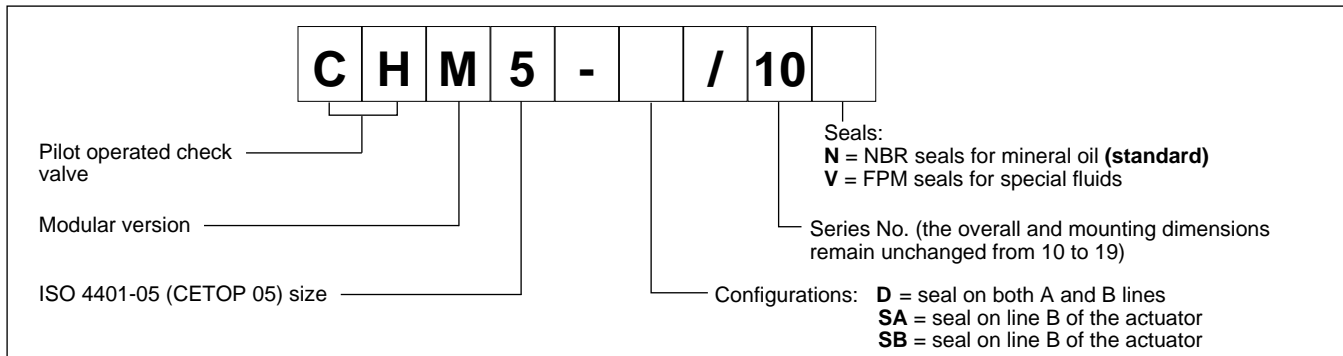 C H M 5 - / 10
Pilot operated check
valve
Modular version
ISO 4401-05 (CETOP 05) size
Seals:
N = NBR seals for mineral oil (standard)
V = FPM seals for special fluids
Series No. (the overall and mounting dimensions
remain unchanged from 10 to 19)
Configurations: D = seal on both A and B lines
SA = seal on line B of the actuator
SB = seal on line B of the actuator